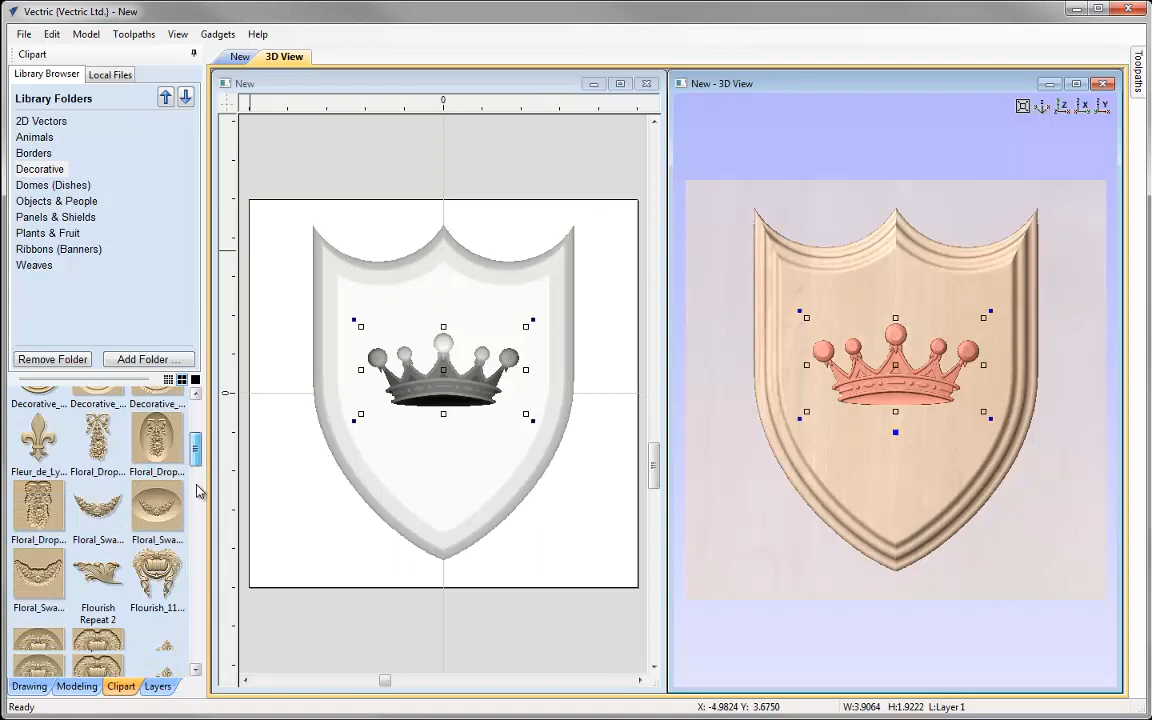 Vectric {Vectric Ltd.} - New
File Edit Model Toolpaths View Gadgets Help
Clipart
New 3D View
Library Browser Local Files
New
New - 3D View
Toolpaths
Library Folders
0
Z X Y
2D Vectors
Animals
Borders
Decorative
Domes (Dishes)
Objects & People
Panels & Shields
Plants & Fruit
Ribbons (Banners)
Weaves
Remove Folder Add Folder ...
0
Decorative_... Decorative_... Decorative_...
Fleur_de_Ly... Floral_Drop... Floral_Drop...
Floral_Drop... Floral_Swa... Floral_Swa...
Floral_Swa... Flourish Repeat 2 Flourish_11...
Drawing Modeling Clipart Layers
Ready
X: -4.9824 Y: 3.6750 W:3.9064 H:1.9222 L:Layer 1